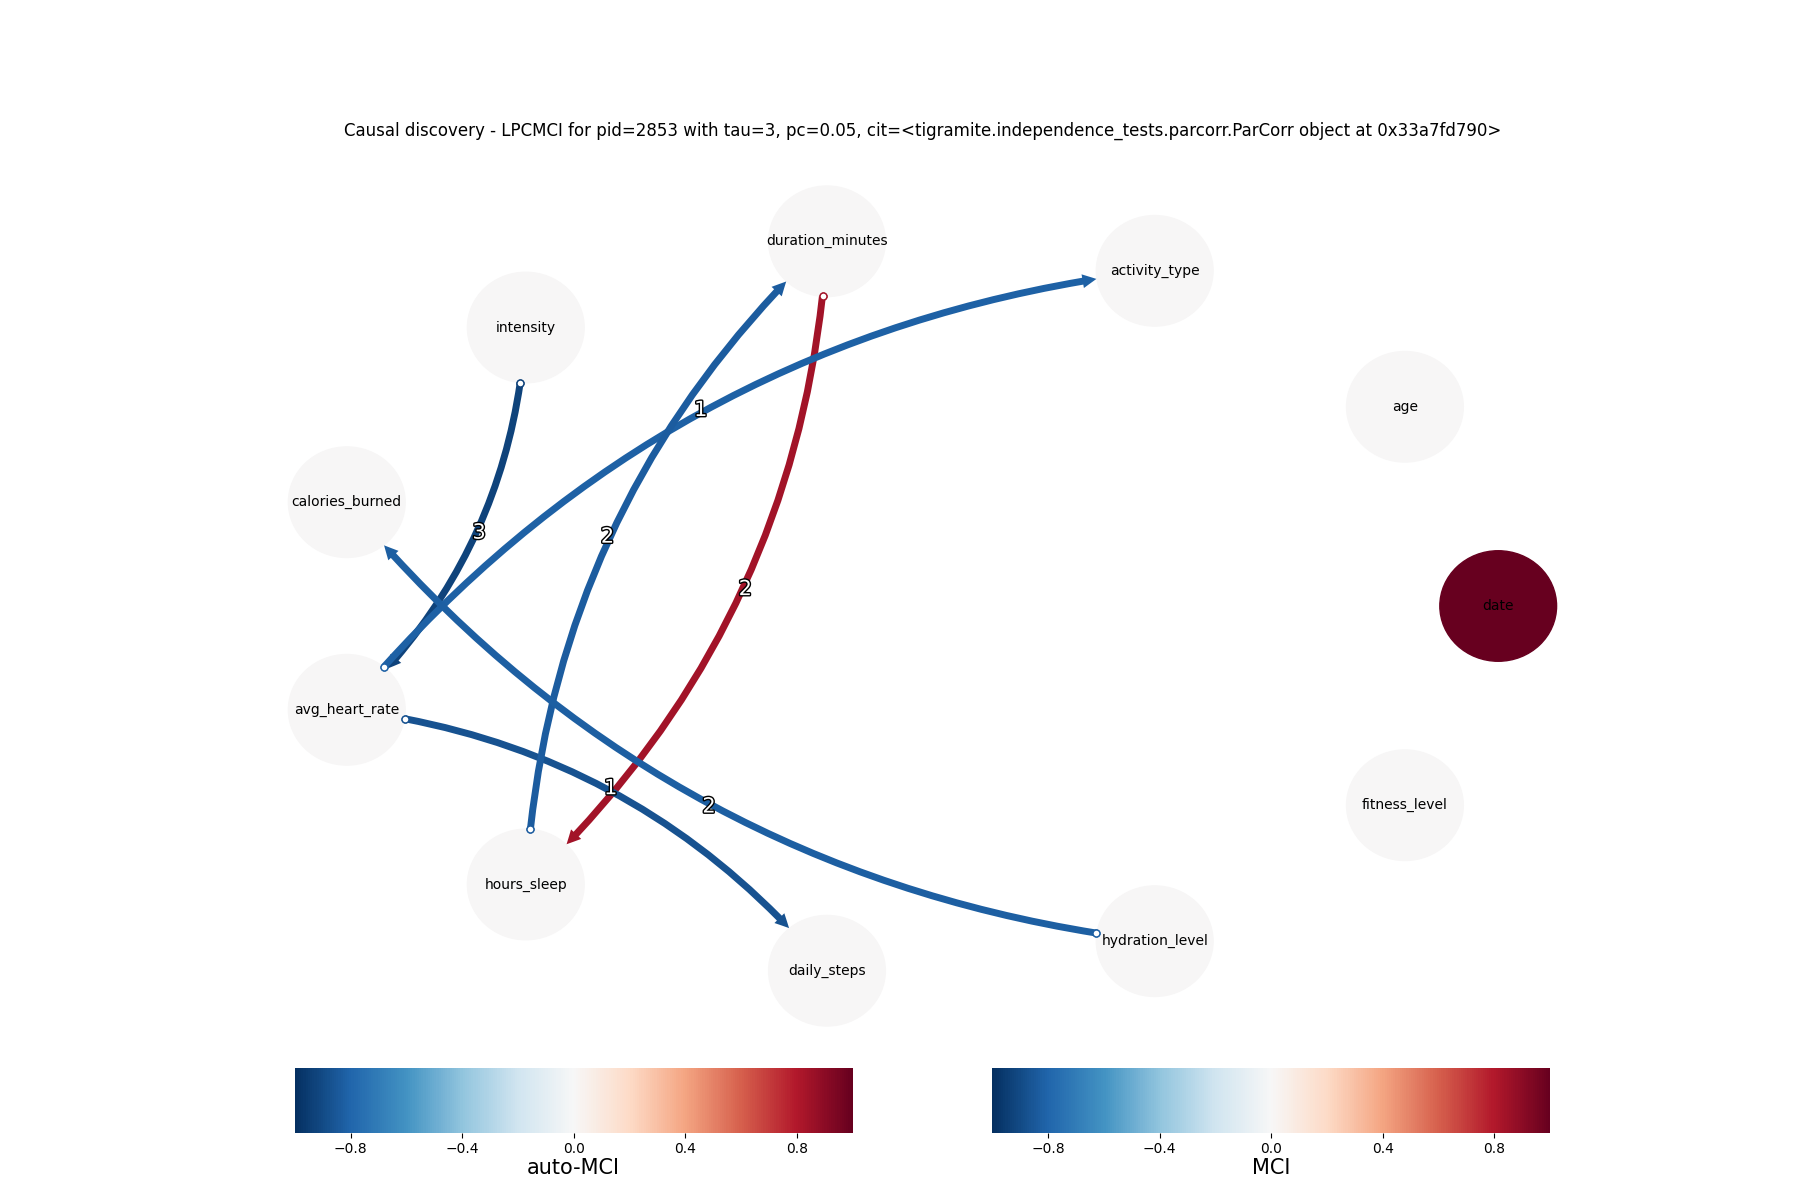 Causal discovery - LPCMCI for pid=2853 with tau=3, pc=0.05, cit=<tigramite.independence_tests.parcorr.ParCorr object at 0x33a7fd790>
duration_minutes
activity_type
intensity
age
1
calories_burned
3
2
2
date
avg_heart_rate
1
2
fitness_level
hours_sleep
hydration_level
daily_steps
−0.8 −0.4 0.0 0.4 0.8
auto-MCI
−0.8 −0.4 0.0 0.4 0.8
MCI